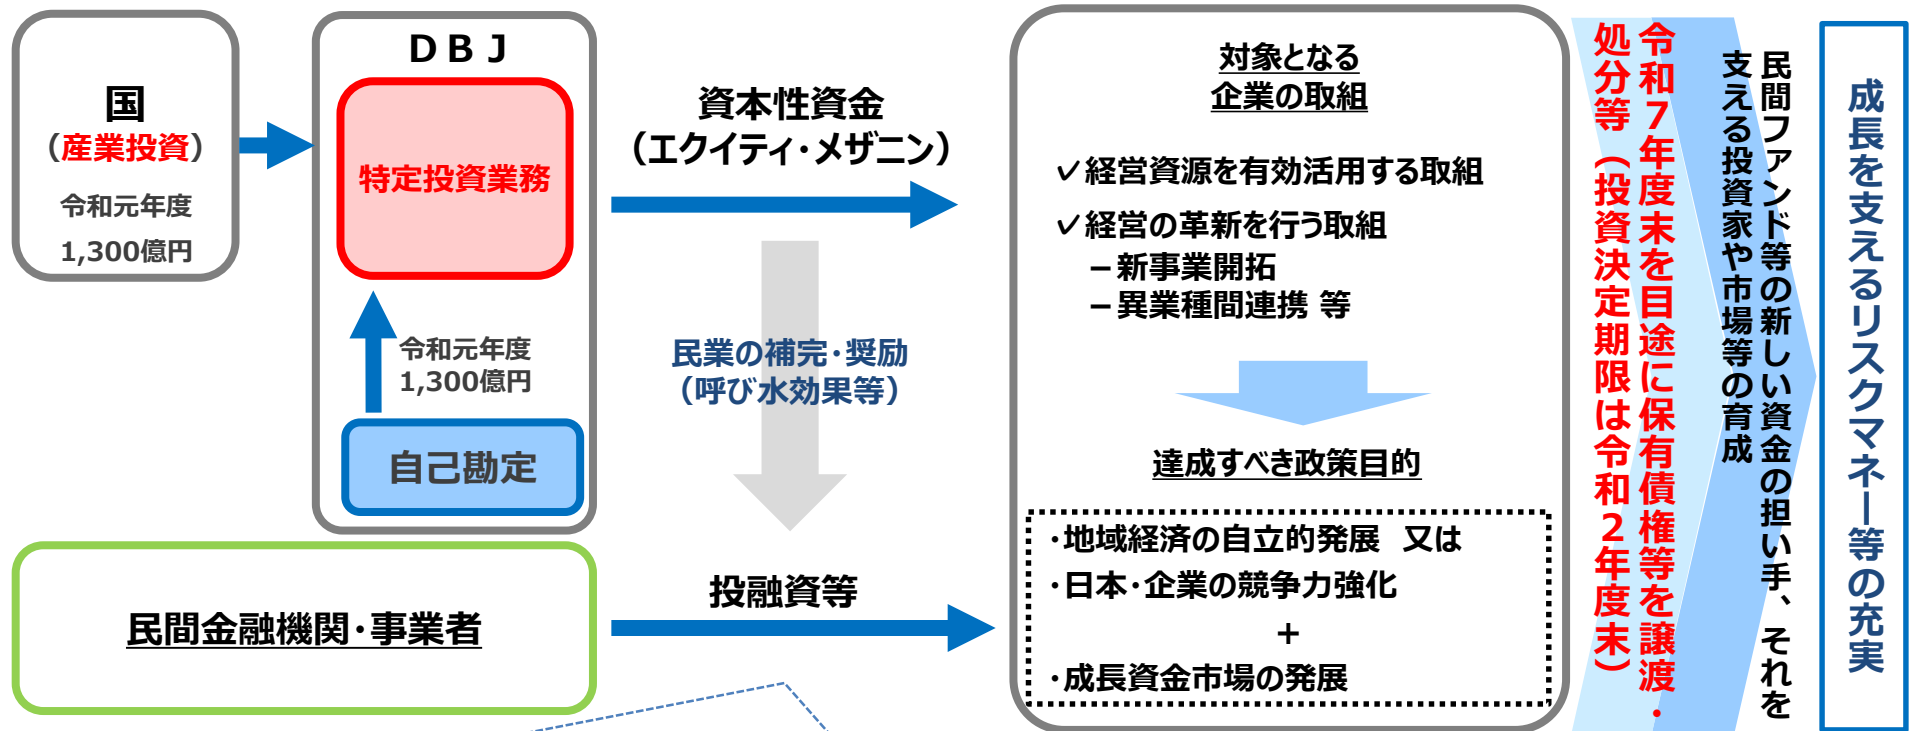 国
（産業投資）
令和元年度
1,300億円
ＤＢＪ
特定投資業務
令和元年度
1,300億円
自己勘定
民間金融機関・事業者
資本性資金
（エクイティ・メザニン）
民業の補完・奨励
（呼び水効果等）
投融資等
対象となる
企業の取組
✓経営資源を有効活用する取組
✓経営の革新を行う取組
－新事業開拓
－異業種間連携 等
達成すべき政策目的
・地域経済の自立的発展 又は
・日本・企業の競争力強化
＋
・成長資金市場の発展
令和７年度末を目途に保有債権等を譲渡・
処分等（投資決定期限は令和２年度末）
民間ファンド等の新しい資金の担い手、それを
支える投資家や市場等の育成
成長を支えるリスクマネー等の充実